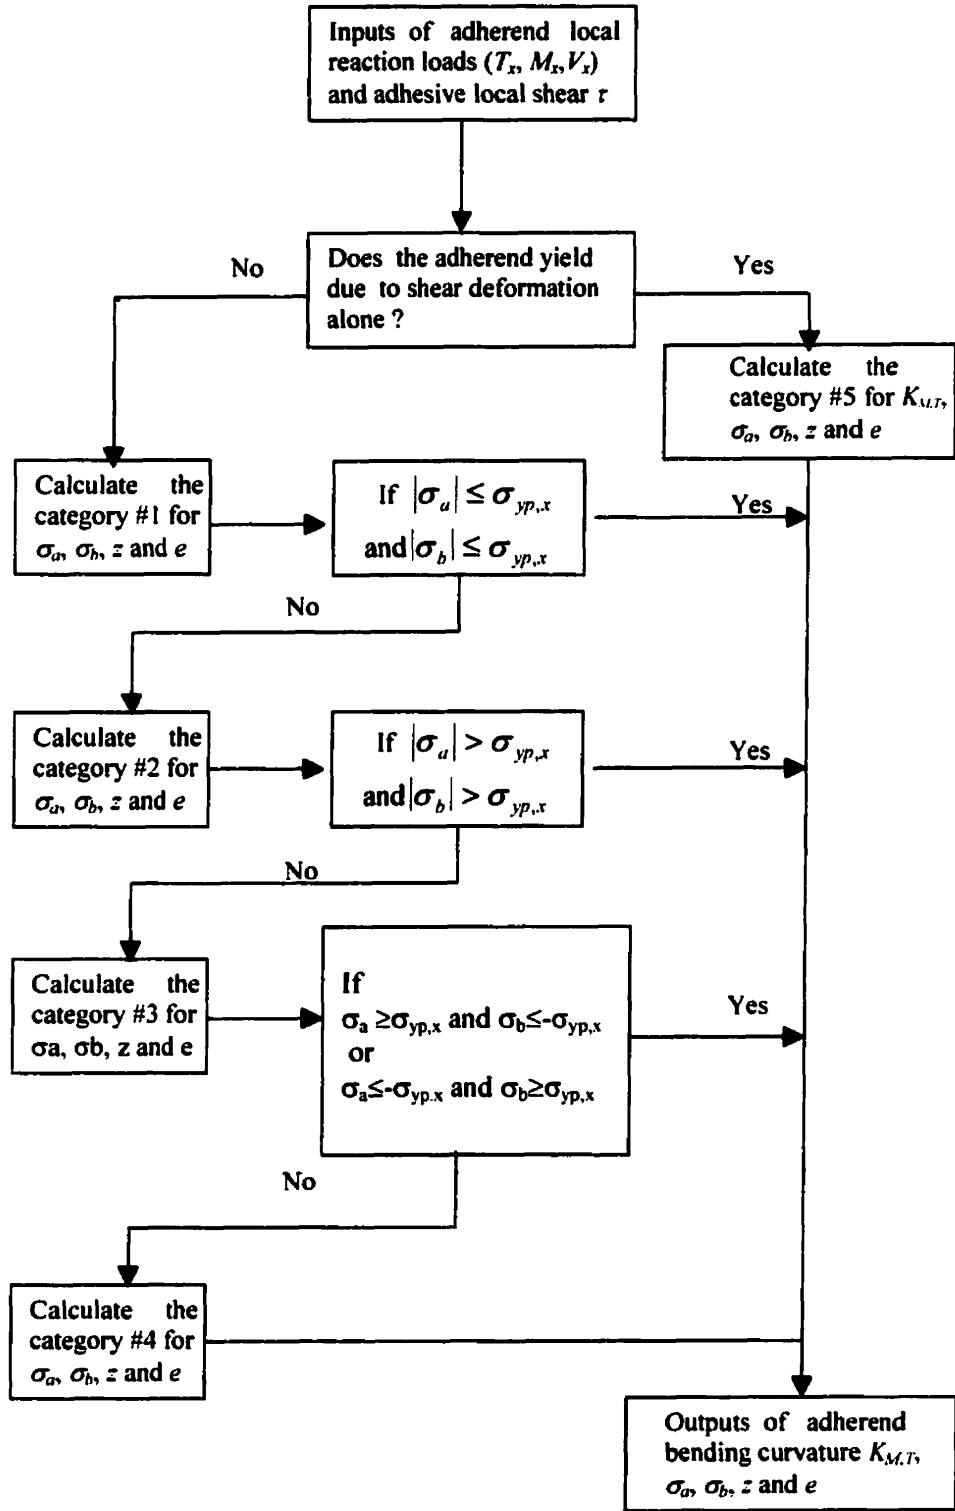 Inputs of adherend local
reaction loads (Tx, Mx,Vx)
and adhesive local shear τ
Does the adherend yield
due to shear deformation
alone ?
No
Yes
Calculate the
category #5 for KM,T,
σa, σb, z and e
Calculate the
category #1 for
σa, σb, z and e
If |σa| ≤ σyp,x
and|σb| ≤ σyp,x
Yes
No
Calculate the
category #2 for
σa, σb, z and e
If |σa| > σyp,x
and|σb| > σyp,x
Yes
No
Calculate the
category #3 for
σa, σb, z and e
If
σa ≥σyp,x and σb≤-σyp,x
or
σa≤-σyp.x and σb≥σyp,x
Yes
No
Calculate the
category #4 for
σa, σb, z and e
Outputs of adherend
bending curvature KM,T,
σa, σb, z and e